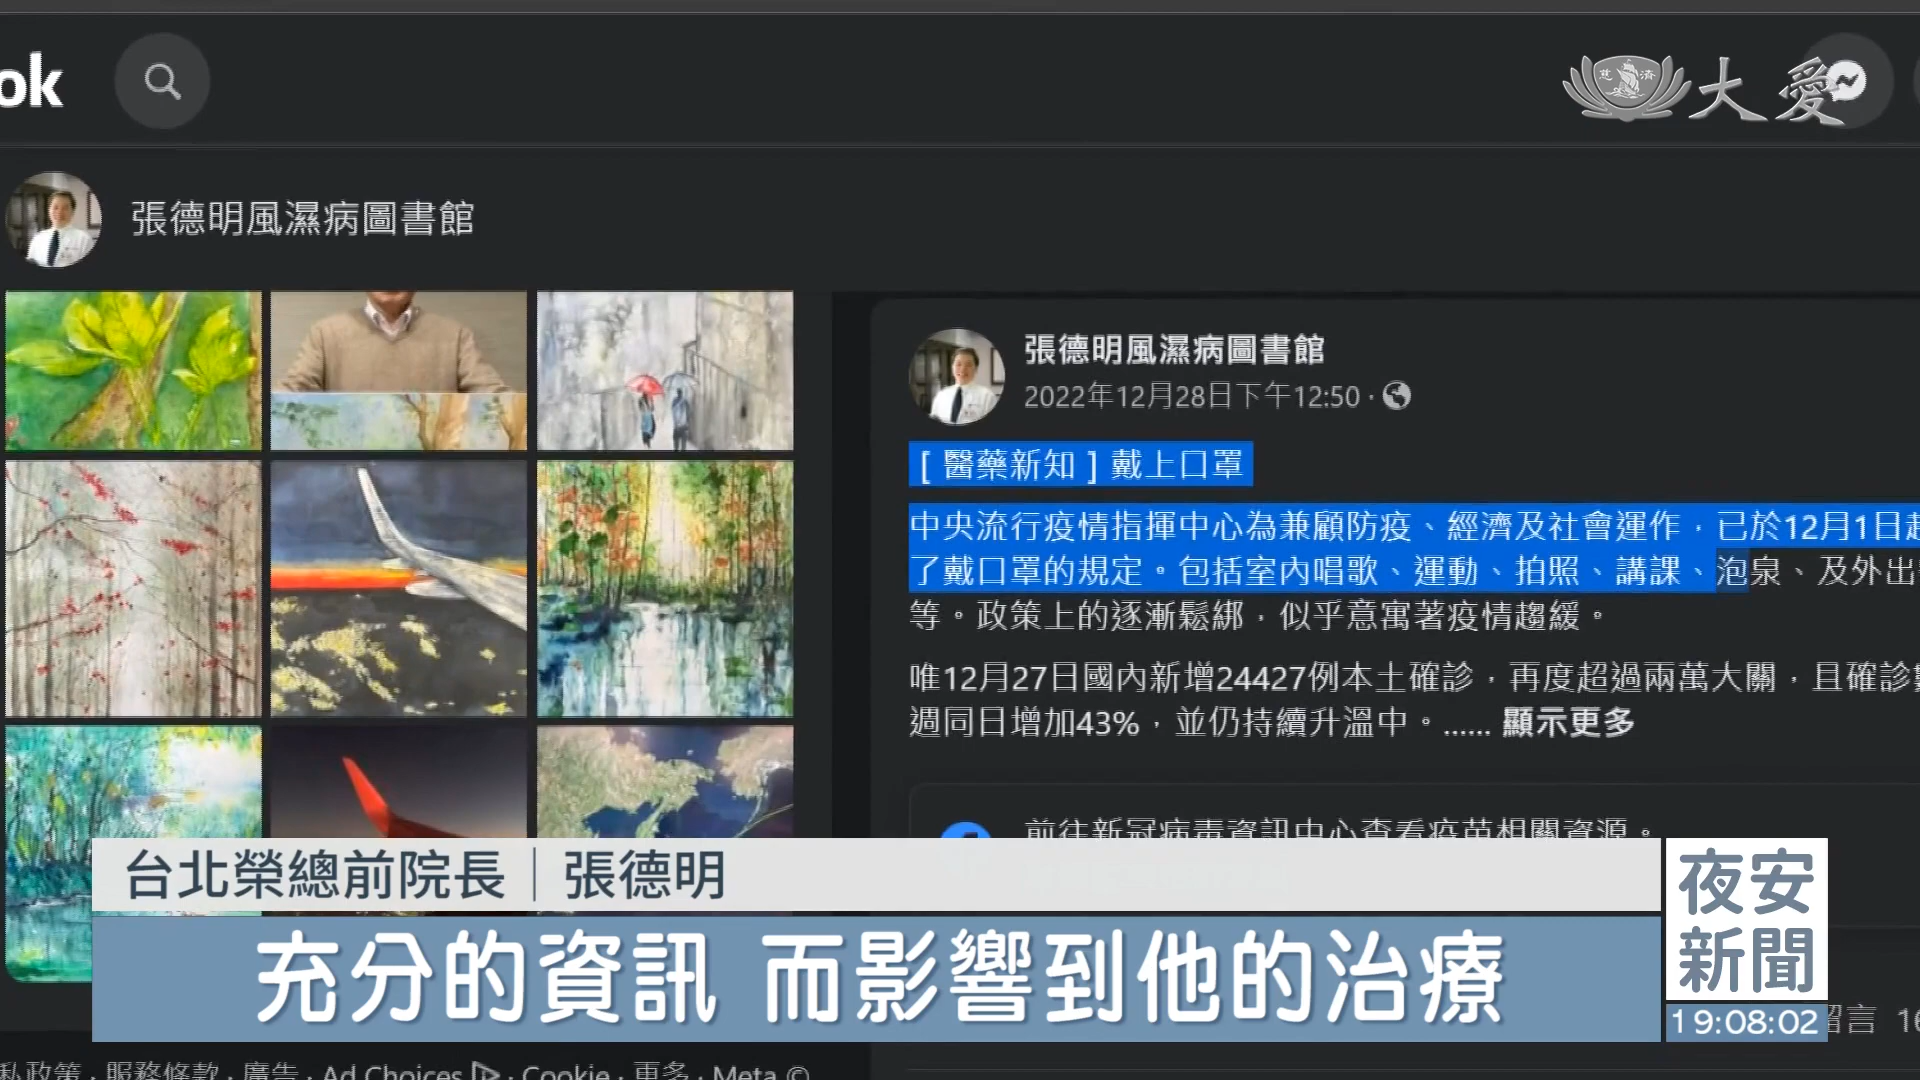 ok
慈濟
大愛
張德明風濕病圖書館
張德明風濕病圖書館
2022年12月28日下午12:50 ·
[ 醫藥新知 ] 戴上口罩
中央流行疫情指揮中心為兼顧防疫、經濟及社會運作，已於12月1日起
了戴口罩的規定。包括室內唱歌、運動、拍照、講課、泡泉、及外出
等。政策上的逐漸鬆綁，似乎意寓著疫情趨緩。
唯12月27日國內新增24427例本土確診，再度超過兩萬大關，且確診數
週同日增加43%，並仍持續升溫中。...... 顯示更多
前往新冠病毒資訊中心查看疫苗相關資源。
台北榮總前院長｜張德明
充分的資訊 而影響到他的治療
夜安
新聞
19:08:02
留言 16
私政策 · 服務條款 · 廣告 · Ad Choices · Cookie · 更多 · Meta ©